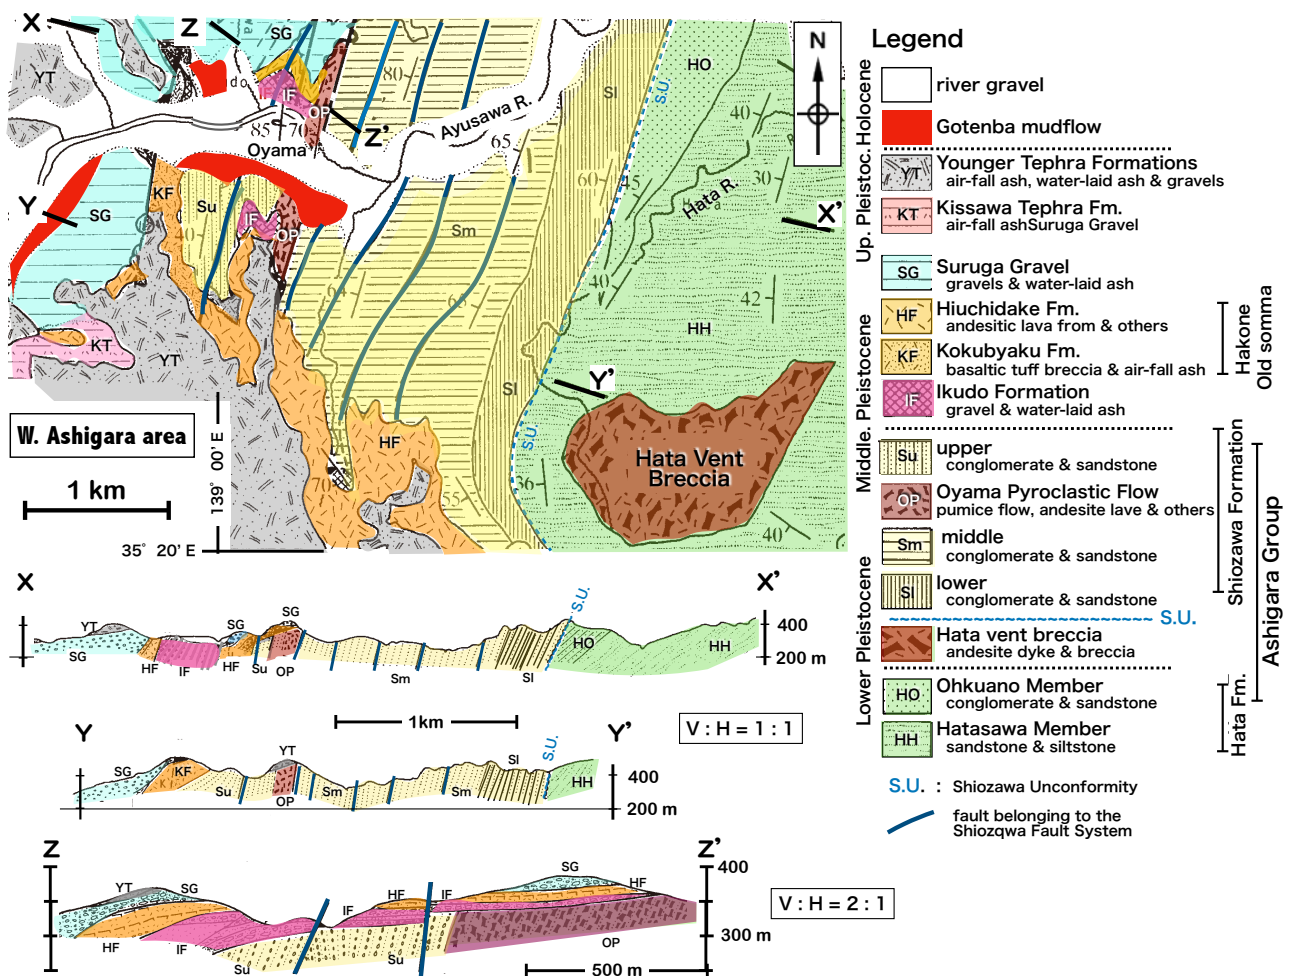 X
Z
SG
YT
do
IF
OP
80
85
70
Oyama
Z'
Ayusawa R.
65
N
HO
Sl
S.U.
40
60
45
30
Hata R.
X'
Y
SG
KF
Su
IF
OP
Sm
40
42
HH
KT
YT
Sl
Y'
S.U.
HF
36
55
40
Hata Vent
Breccia
W. Ashigara area
1 km
139° 00' E
35° 20' E
Legend
Holocene
Up. Pleistoc.
Middle. Pleistocene
Lower Pleistocene
river gravel
Gotenba mudflow
YT
Younger Tephra Formations
air-fall ash, water-laid ash & gravels
KT
Kissawa Tephra Fm.
air-fall ashSuruga Gravel
SG
Suruga Gravel
gravels & water-laid ash
HF
Hiuchidake Fm.
andesitic lava from & others
KF
Kokubyaku Fm.
basaltic tuff breccia & air-fall ash
Hakone
Old somma
IF
Ikudo Formation
gravel & water-laid ash
Su
upper
conglomerate & sandstone
OP
Oyama Pyroclastic Flow
pumice flow, andesite lave & others
Sm
middle
conglomerate & sandstone
Sl
lower
conglomerate & sandstone
Shiozawa Formation
Ashigara Group
S.U.
Hata vent breccia
andesite dyke & breccia
HO
Ohkuano Member
conglomerate & sandstone
HH
Hatasawa Member
sandstone & siltstone
Hata Fm.
S.U. : Shiozawa Unconformity
fault belonging to the
Shiozqwa Fault System
X
X'
YT
SG
SG
SG
HF
IF
HF
Su
OP
Sm
Sl
S.U.
HO
HH
400
200 m
1km
V : H = 1 : 1
Y
Y'
SG
KF
Su
YT
OP
Sm
Sm
Sl
S.U.
HH
400
200 m
Z
Z'
YT
SG
HF
IF
Su
IF
HF
IF
Su
SG
HF
OP
400
300 m
500 m
V : H = 2 : 1